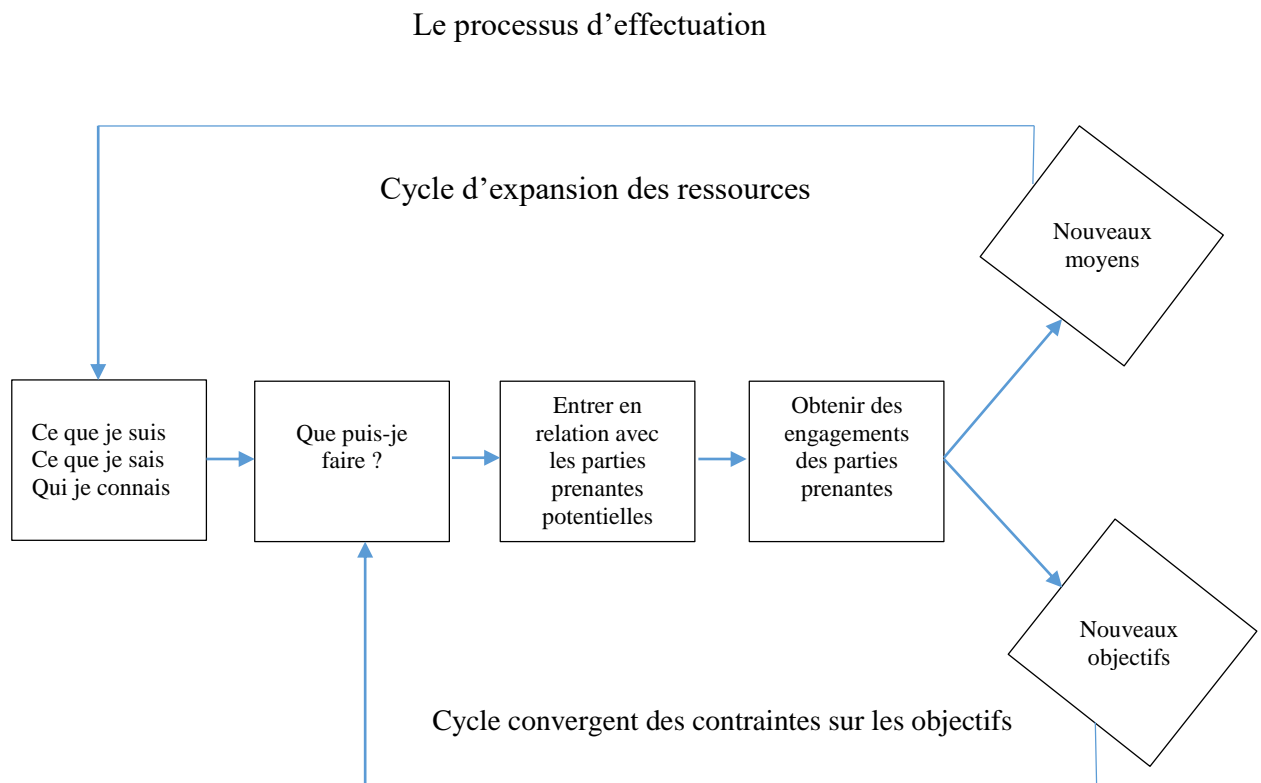 Le processus d’effectuation
Cycle d’expansion des ressources
Nouveaux
moyens
Ce que je suis
Ce que je sais
Qui je connais
Que puis-je
faire ?
Entrer en
relation avec
les parties
prenantes
potentielles
Obtenir des
engagements
des parties
prenantes
Nouveaux
objectifs
Cycle convergent des contraintes sur les objectifs